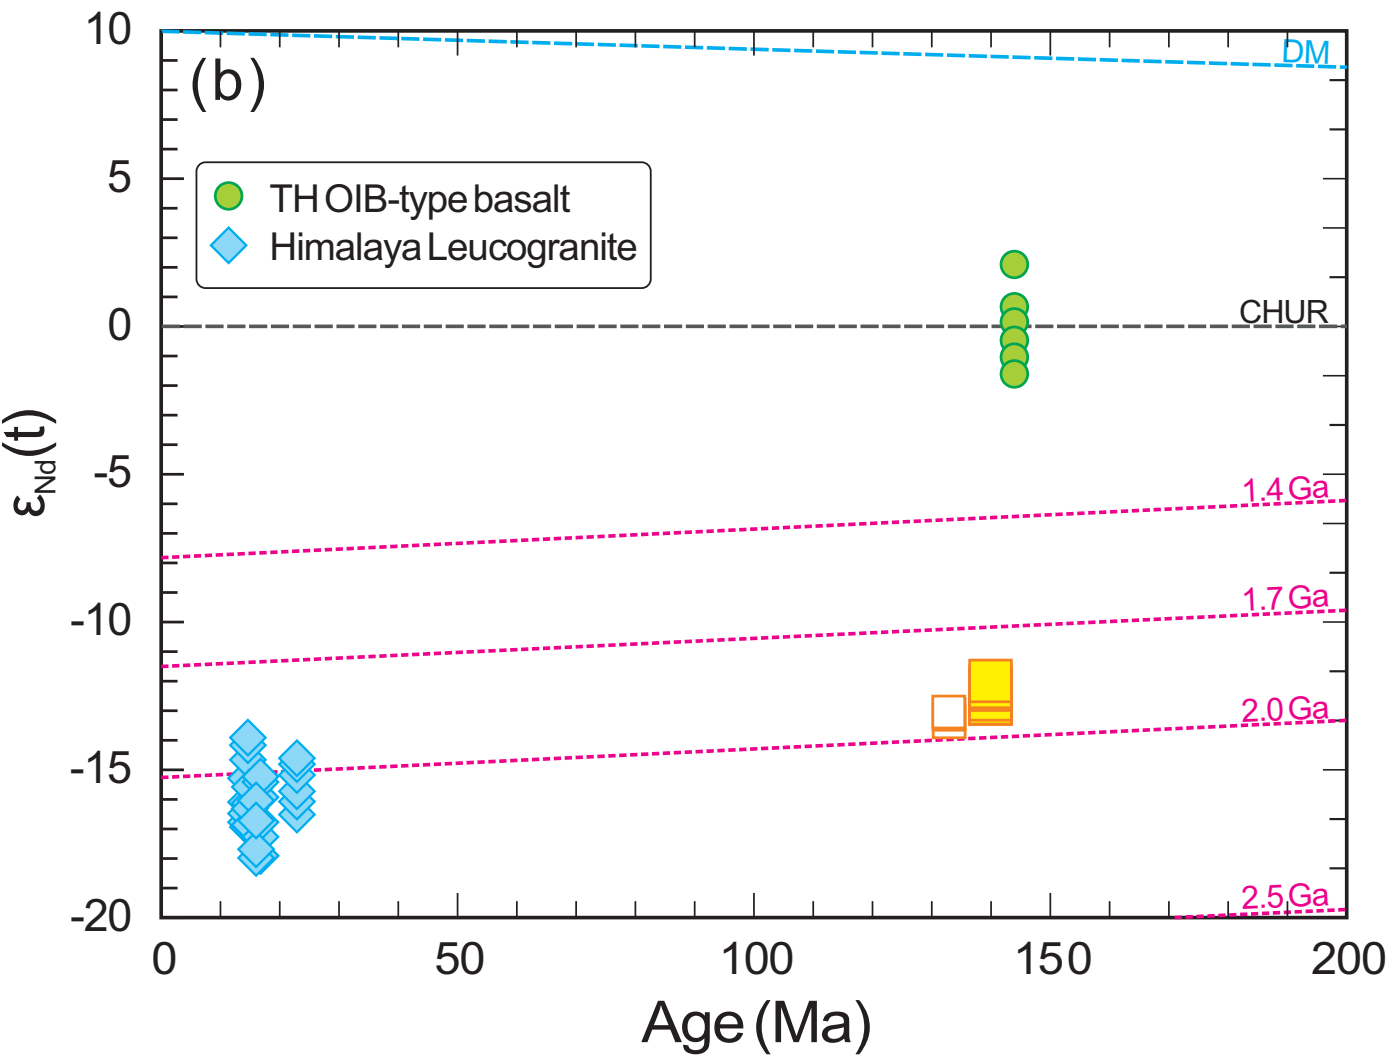 10
DM
(b)
5
TH OIB-type basalt
Himalaya Leucogranite
0
CHUR
εNd(t)
-5
1.4 Ga
1.7 Ga
-10
2.0 Ga
-15
2.5 Ga
-20
0 50 100 150 200
Age (Ma)